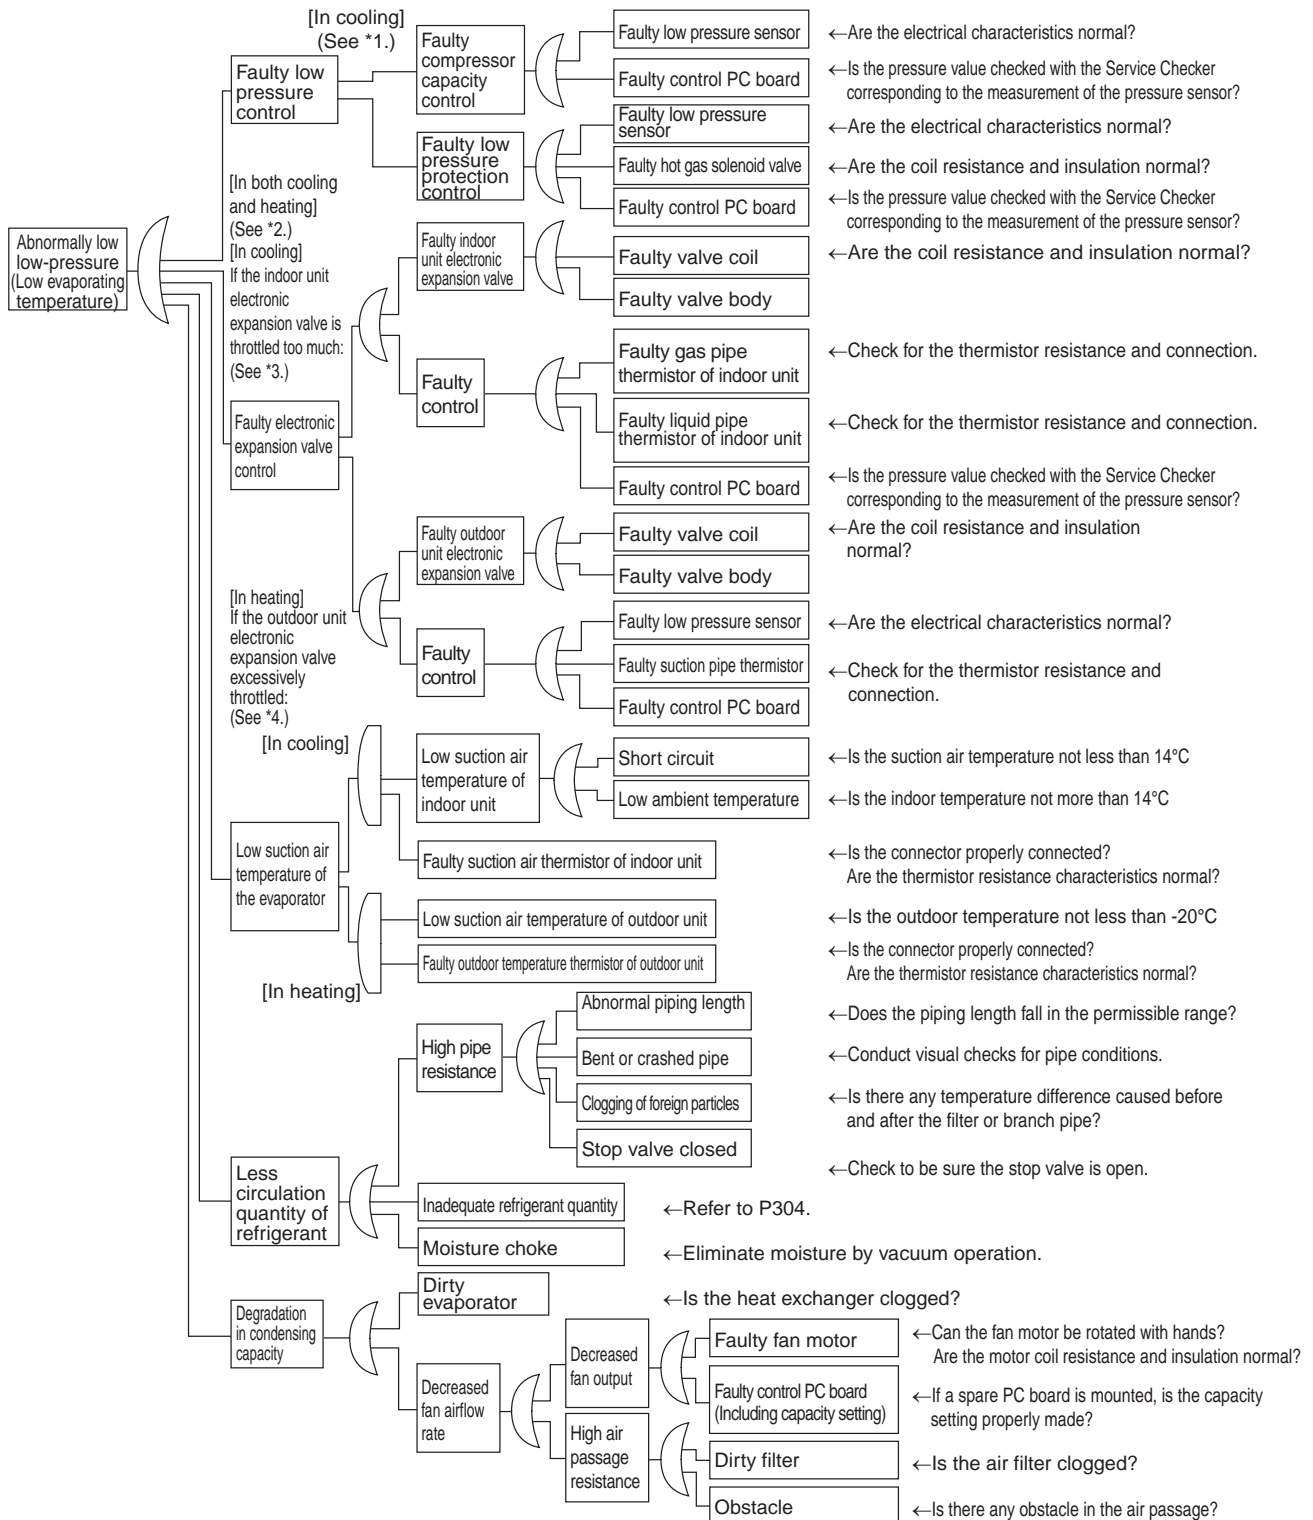 [In cooling]
(See *1.)
Faulty low
pressure
control
Faulty
compressor
capacity
control
Faulty low pressure sensor
←Are the electrical characteristics normal?
Faulty control PC board
←Is the pressure value checked with the Service Checker
corresponding to the measurement of the pressure sensor?
Faulty low
pressure
protection
control
Faulty low pressure
sensor
←Are the electrical characteristics normal?
Faulty hot gas solenoid valve
←Are the coil resistance and insulation normal?
Faulty control PC board
←Is the pressure value checked with the Service Checker
corresponding to the measurement of the pressure sensor?
Abnormally low
low-pressure
(Low evaporating
temperature)
[In both cooling
and heating]
(See *2.)
[In cooling]
If the indoor unit
electronic
expansion valve is
throttled too much:
(See *3.)
Faulty electronic
expansion valve
control
Faulty indoor
unit electronic
expansion valve
Faulty valve coil
←Are the coil resistance and insulation normal?
Faulty valve body
Faulty
control
Faulty gas pipe
thermistor of indoor unit
←Check for the thermistor resistance and connection.
Faulty liquid pipe
thermistor of indoor unit
←Check for the thermistor resistance and connection.
Faulty control PC board
←Is the pressure value checked with the Service Checker
corresponding to the measurement of the pressure sensor?
[In heating]
If the outdoor unit
electronic
expansion valve
excessively
throttled:
(See *4.)
Faulty outdoor
unit electronic
expansion valve
Faulty valve coil
←Are the coil resistance and insulation
normal?
Faulty valve body
Faulty
control
Faulty low pressure sensor
←Are the electrical characteristics normal?
Faulty suction pipe thermistor
←Check for the thermistor resistance and
connection.
Faulty control PC board
[In cooling]
Low suction air
temperature of
the evaporator
Low suction air
temperature of
indoor unit
Short circuit
←Is the suction air temperature not less than 14°C
Low ambient temperature
←Is the indoor temperature not more than 14°C
Faulty suction air thermistor of indoor unit
←Is the connector properly connected?
Are the thermistor resistance characteristics normal?
Low suction air temperature of outdoor unit
←Is the outdoor temperature not less than -20°C
Faulty outdoor temperature thermistor of outdoor unit
←Is the connector properly connected?
Are the thermistor resistance characteristics normal?
[In heating]
Less
circulation
quantity of
refrigerant
High pipe
resistance
Abnormal piping length
←Does the piping length fall in the permissible range?
Bent or crashed pipe
←Conduct visual checks for pipe conditions.
Clogging of foreign particles
←Is there any temperature difference caused before
and after the filter or branch pipe?
Stop valve closed
←Check to be sure the stop valve is open.
Inadequate refrigerant quantity
←Refer to P304.
Moisture choke
←Eliminate moisture by vacuum operation.
Degradation
in condensing
capacity
Dirty
evaporator
←Is the heat exchanger clogged?
Decreased
fan airflow
rate
Decreased
fan output
Faulty fan motor
←Can the fan motor be rotated with hands?
Are the motor coil resistance and insulation normal?
Faulty control PC board
(Including capacity setting)
←If a spare PC board is mounted, is the capacity
setting properly made?
High air
passage
resistance
Dirty filter
←Is the air filter clogged?
Obstacle
←Is there any obstacle in the air passage?